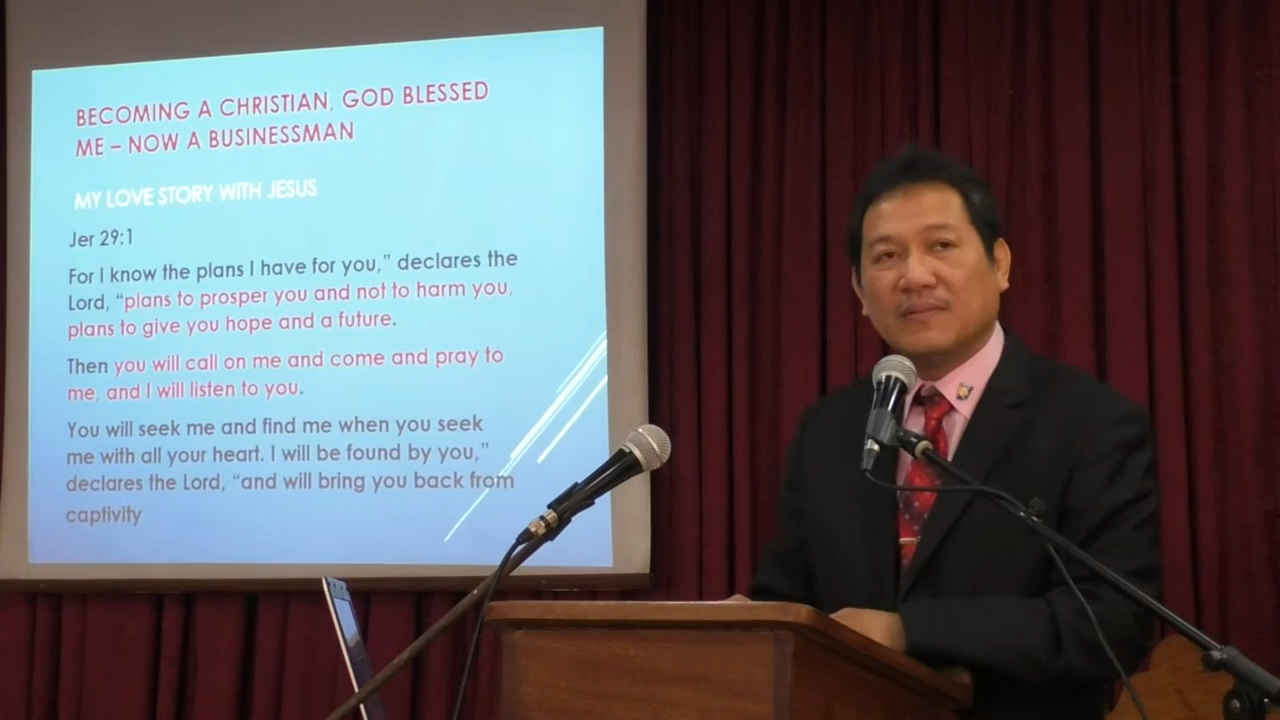 BECOMING A CHRISTIAN, GOD BLESSED
ME – NOW A BUSINESSMAN
MY LOVE STORY WITH JESUS
Jer 29:1
For I know the plans I have for you,” declares the
Lord, “plans to prosper you and not to harm you,
plans to give you hope and a future.
Then you will call on me and come and pray to
me, and I will listen to you.
You will seek me and find me when you seek
me with all your heart. I will be found by you,”
declares the Lord, “and will bring you back from
captivity